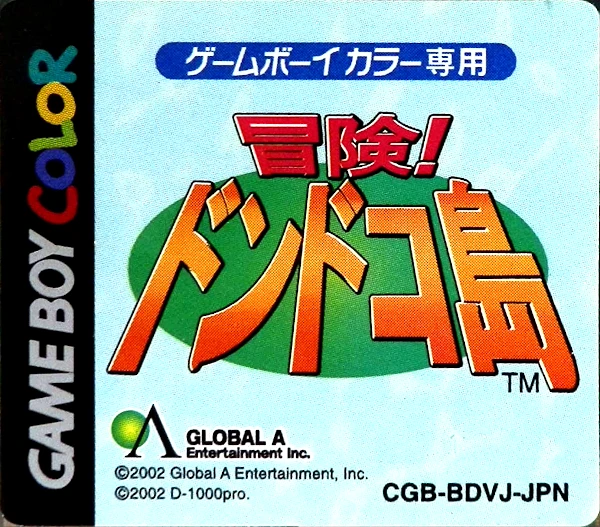 GAME BOY COLOR
ゲームボーイカラー専用
冒険!
ドンドコ島
TM
GLOBAL A
Entertainment Inc.
©2002 Global A Entertainment, Inc.
©2002 D-1000pro.
CGB-BDVJ-JPN